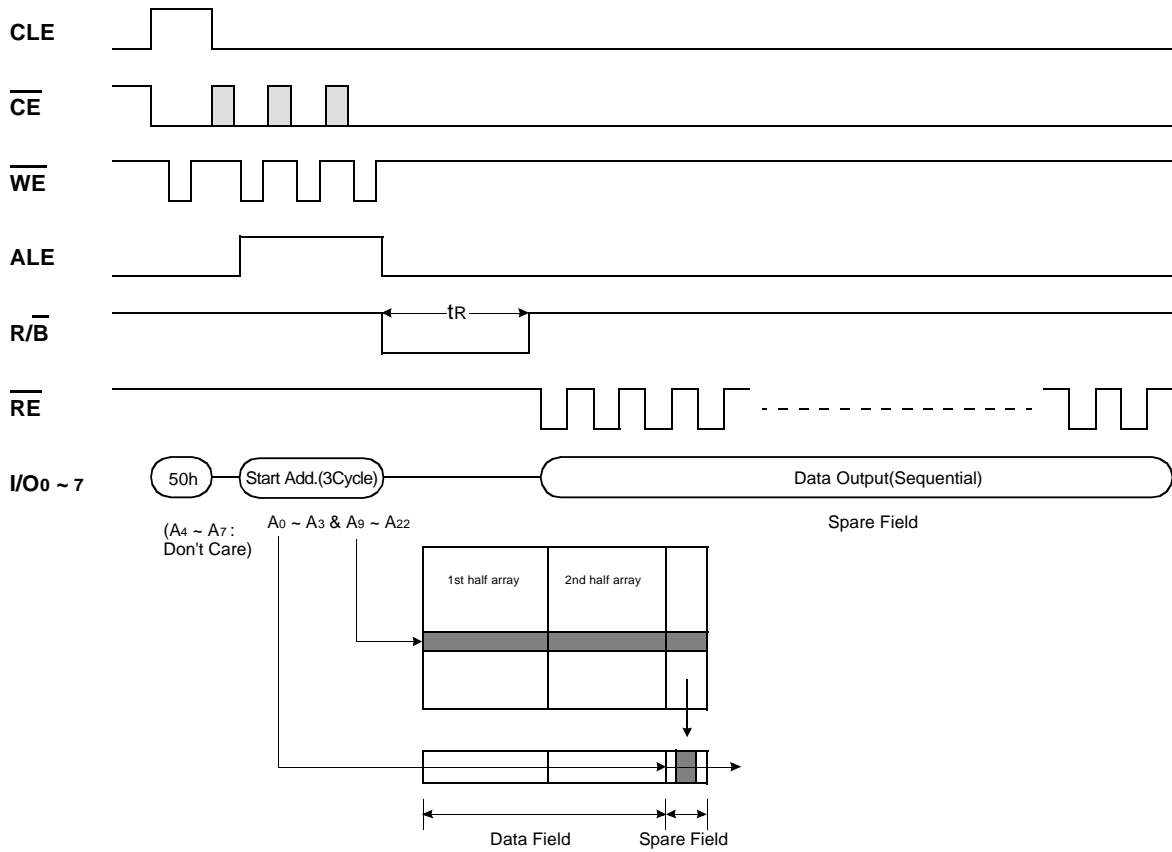 CLE
CE
WE
ALE
R/B
tR
RE
I/O0 ~ 7
50h
Start Add.(3Cycle)
Data Output(Sequential)
(A4 ~ A7 :
Don't Care)
A0 ~ A3 & A9 ~ A22
Spare Field
1st half array
2nd half array
Data Field
Spare Field